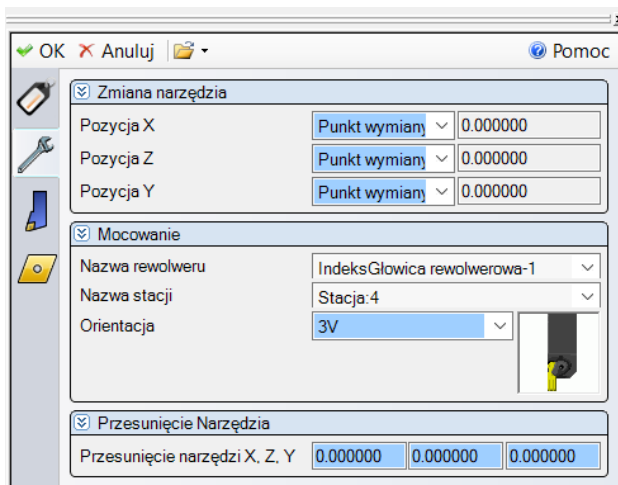 OK Anuluj Pomoc
Zmiana narzędzia
Pozycja X Punkt wymiany 0.000000
Pozycja Z Punkt wymiany 0.000000
Pozycja Y Punkt wymiany 0.000000
Mocowanie
Nazwa rewolweru IndeksGłowica rewolwerowa-1
Nazwa stacji Stacja:4
Orientacja 3V
Przesunięcie Narzędzia
Przesunięcie narzędzi X, Z, Y 0.000000 0.000000 0.000000